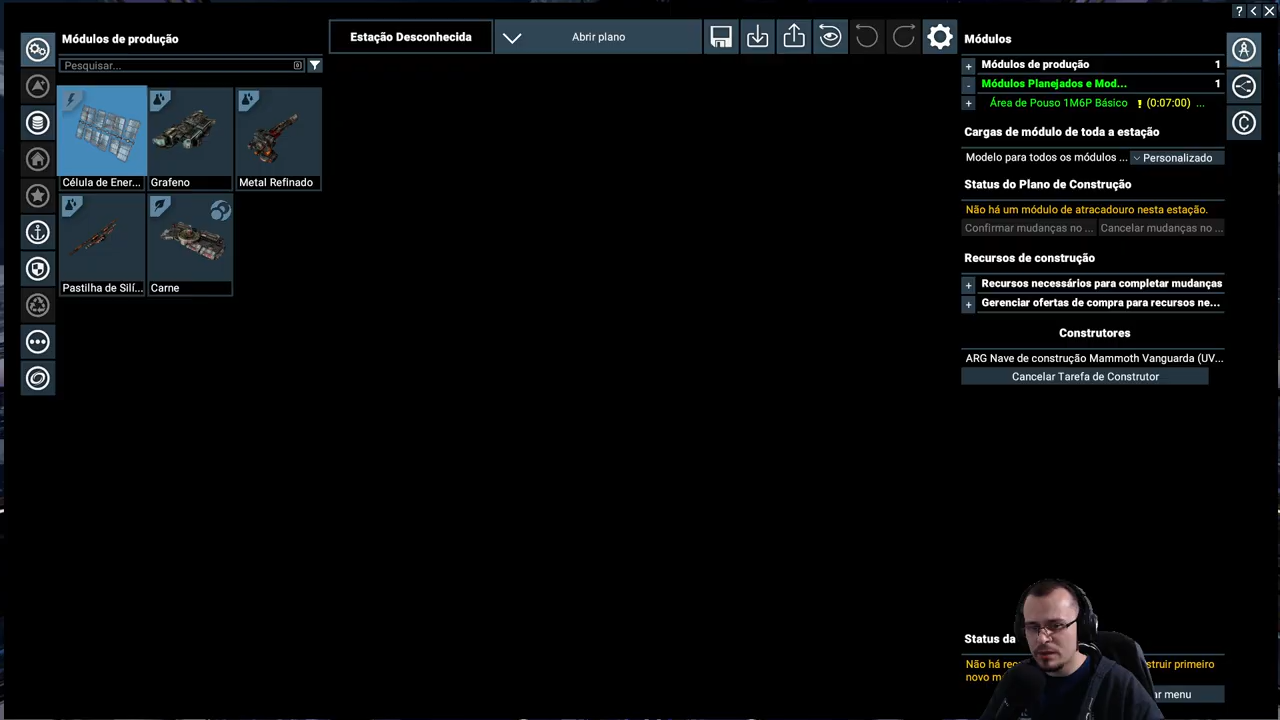 ?
Módulos de produção
Pesquisar...
Célula de Ener...
Grafeno
Metal Refinado
Pastilha de Silí...
Carne
Estação Desconhecida
Abrir plano
Módulos
+ Módulos de produção 1
- Módulos Planejados e Mod... 1
+ Área de Pouso 1M6P Básico ! (0:07:00) ...
Cargas de módulo de toda a estação
Modelo para todos os módulos ... Personalizado
Status do Plano de Construção
Não há um módulo de atracadouro nesta estação.
Confirmar mudanças no ... Cancelar mudanças no ...
Recursos de construção
+ Recursos necessários para completar mudanças
+ Gerenciar ofertas de compra para recursos ne...
Construtores
ARG Nave de construção Mammoth Vanguarda (UV...
Cancelar Tarefa de Construtor
Status da
Não há struir primeiro
novo
menu